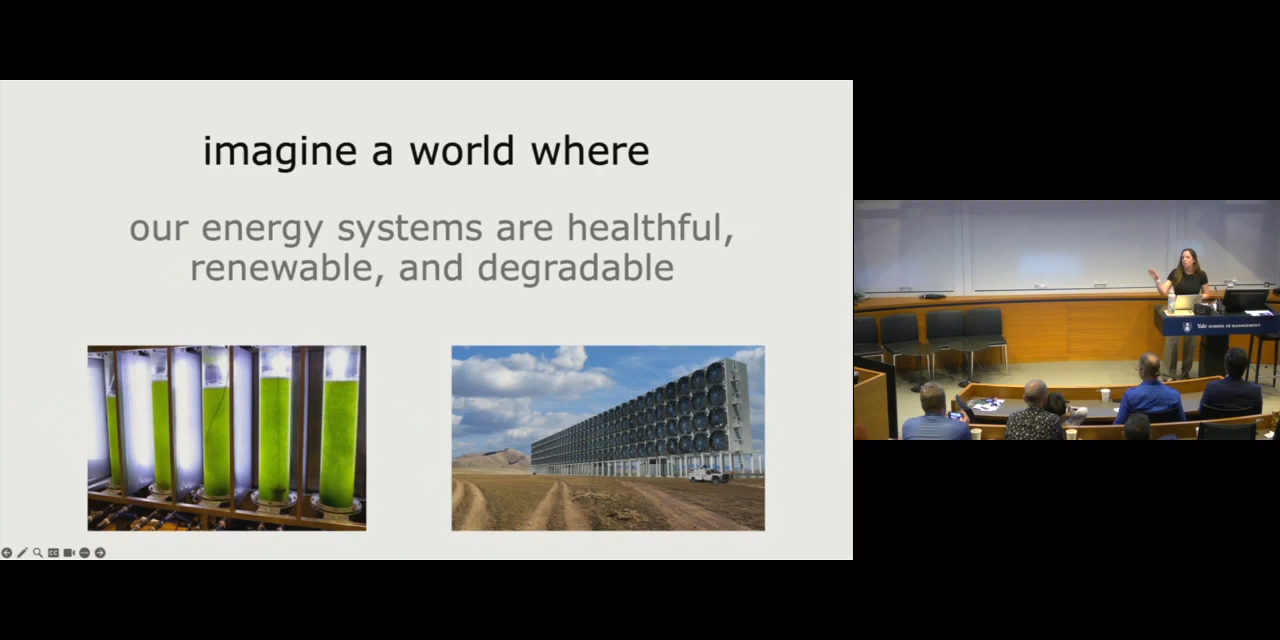 imagine a world where
our energy systems are healthful,
renewable, and degradable
Yale SCHOOL OF MANAGEMENT